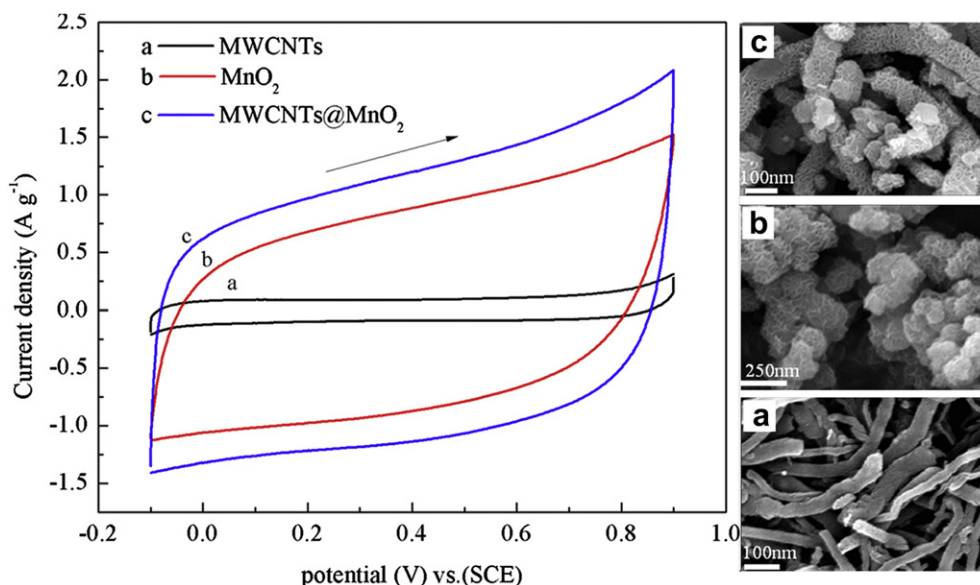 2.5
2.0
1.5
1.0
0.5
0.0
-0.5
-1.0
-1.5
Current density (A g⁻¹)
a MWCNTs
b MnO₂
c MWCNTs@MnO₂
c
b
a
-0.2
0.0
0.2
0.4
0.6
0.8
1.0
potential (V) vs.(SCE)
c
100nm
b
250nm
a
100nm